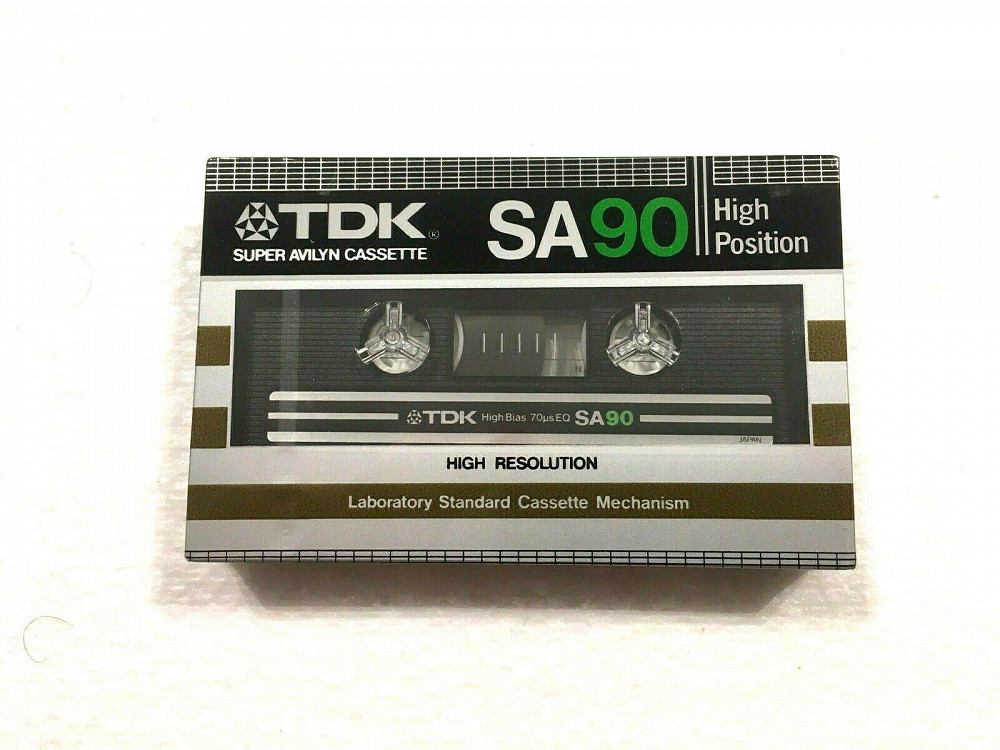 TDK® SA90 High Position
SUPER AVILYN CASSETTE
N
TDK High Bias 70µs EQ SA90
JAPAN
HIGH RESOLUTION
Laboratory Standard Cassette Mechanism